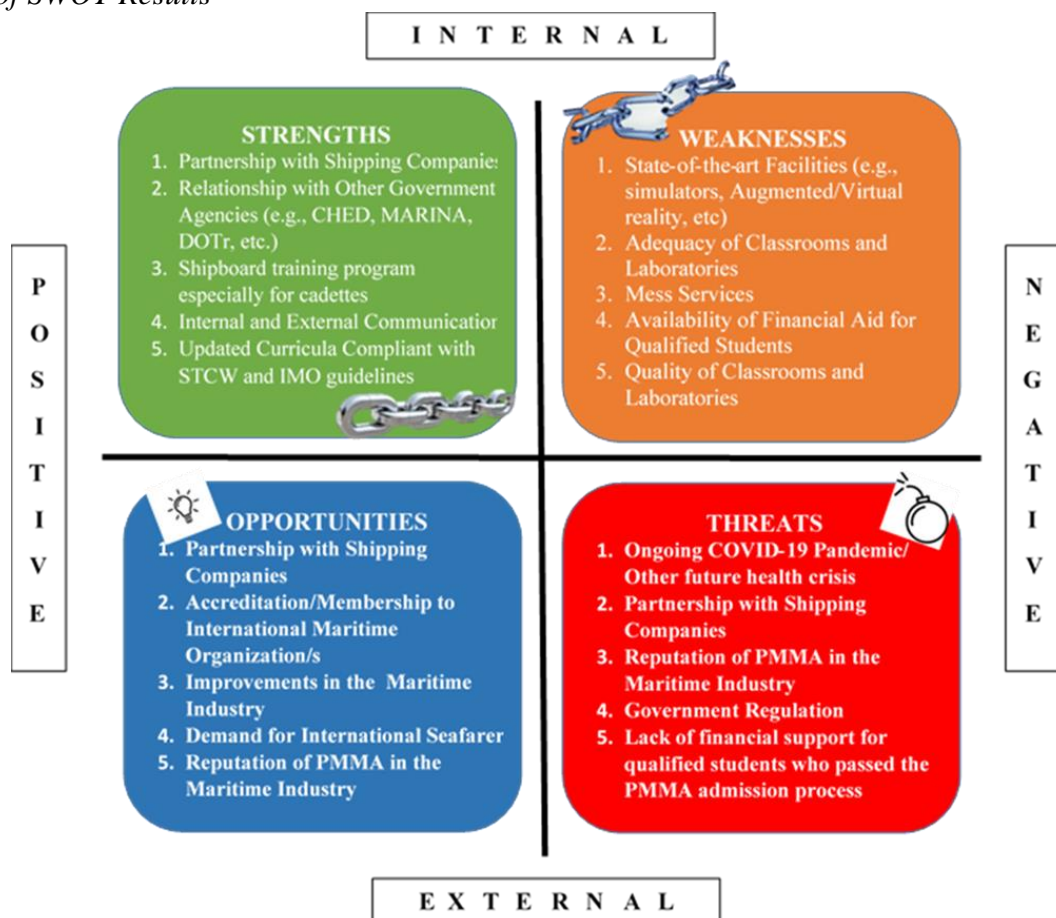 of SWOT Results
INTERNAL
STRENGTHS
1. Partnership with Shipping Companies
2. Relationship with Other Government
Agencies (e.g., CHED, MARINA,
DOTr, etc.)
3. Shipboard training program
especially for cadettes
4. Internal and External Communication
5. Updated Curricula Compliant with
STCW and IMO guidelines
WEAKNESSES
1. State-of-the-art Facilities (e.g.,
simulators, Augmented/Virtual
reality, etc)
2. Adequacy of Classrooms and
Laboratories
3. Mess Services
4. Availability of Financial Aid for
Qualified Students
5. Quality of Classrooms and
Laboratories
POSITIVE
NEGATIVE
OPPORTUNITIES
1. Partnership with Shipping
Companies
2. Accreditation/Membership to
International Maritime
Organization/s
3. Improvements in the Maritime
Industry
4. Demand for International Seafarer
5. Reputation of PMMA in the
Maritime Industry
THREATS
1. Ongoing COVID-19 Pandemic/
Other future health crisis
2. Partnership with Shipping
Companies
3. Reputation of PMMA in the
Maritime Industry
4. Government Regulation
5. Lack of financial support for
qualified students who passed the
PMMA admission process
EXTERNAL